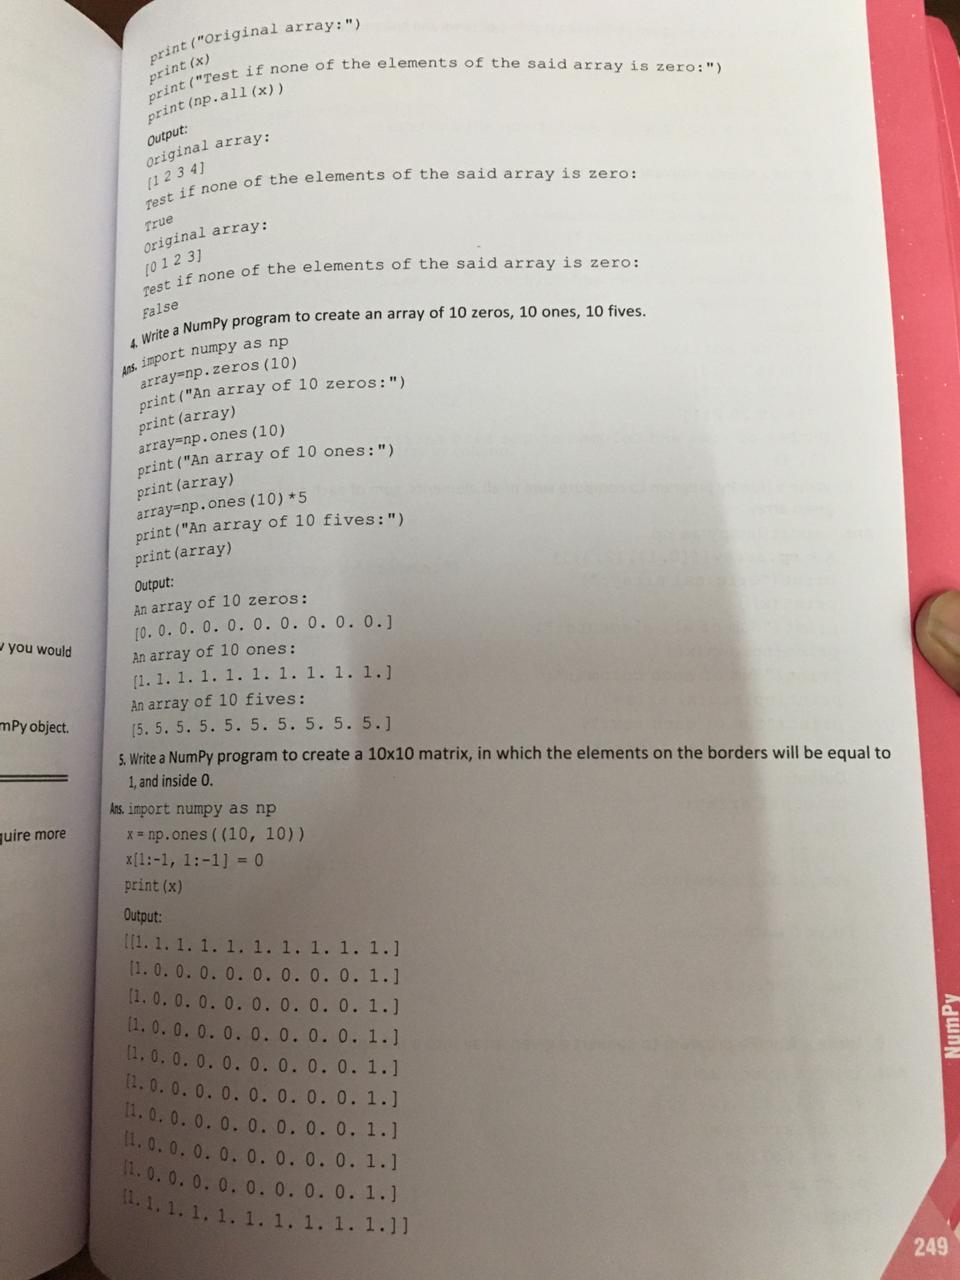 print("Original array:")
print(x)
print("Test if none of the elements of the said array is zero:")
print(np.all(x))
Output:
Original array:
[1 2 3 4]
Test if none of the elements of the said array is zero:
True
Original array:
[0 1 2 3]
Test if none of the elements of the said array is zero:
False
4. Write a NumPy program to create an array of 10 zeros, 10 ones, 10 fives.
Ans. import numpy as np
array=np.zeros(10)
print("An array of 10 zeros:")
print(array)
array=np.ones(10)
print("An array of 10 ones:")
print(array)
array=np.ones(10)*5
print("An array of 10 fives:")
print(array)
Output:
An array of 10 zeros:
[0. 0. 0. 0. 0. 0. 0. 0. 0. 0.]
An array of 10 ones:
[1. 1. 1. 1. 1. 1. 1. 1. 1. 1.]
An array of 10 fives:
[5. 5. 5. 5. 5. 5. 5. 5. 5. 5.]
5. Write a NumPy program to create a 10x10 matrix, in which the elements on the borders will be equal to
1, and inside 0.
Ans. import numpy as np
x = np.ones((10, 10))
x[1:-1, 1:-1] = 0
print(x)
Output:
[[1. 1. 1. 1. 1. 1. 1. 1. 1. 1.]
[1. 0. 0. 0. 0. 0. 0. 0. 0. 1.]
[1. 0. 0. 0. 0. 0. 0. 0. 0. 1.]
[1. 0. 0. 0. 0. 0. 0. 0. 0. 1.]
[1. 0. 0. 0. 0. 0. 0. 0. 0. 1.]
[1. 0. 0. 0. 0. 0. 0. 0. 0. 1.]
[1. 0. 0. 0. 0. 0. 0. 0. 0. 1.]
[1. 0. 0. 0. 0. 0. 0. 0. 0. 1.]
[1. 0. 0. 0. 0. 0. 0. 0. 0. 1.]
[1. 1. 1. 1. 1. 1. 1. 1. 1. 1.]]
you would
mPy object.
quire more
NumPy
249